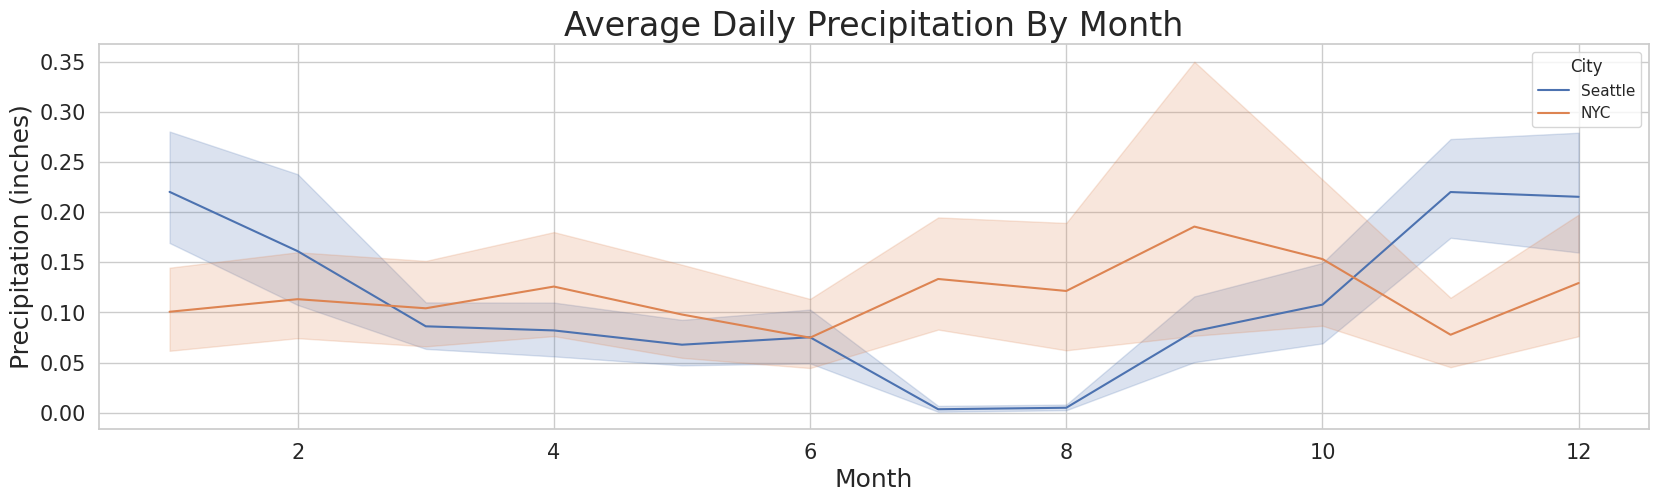 Average Daily Precipitation By Month
Precipitation (inches)
0.35
0.30
0.25
0.20
0.15
0.10
0.05
0.00
City
Seattle
NYC
2 4 6 8 10 12
Month